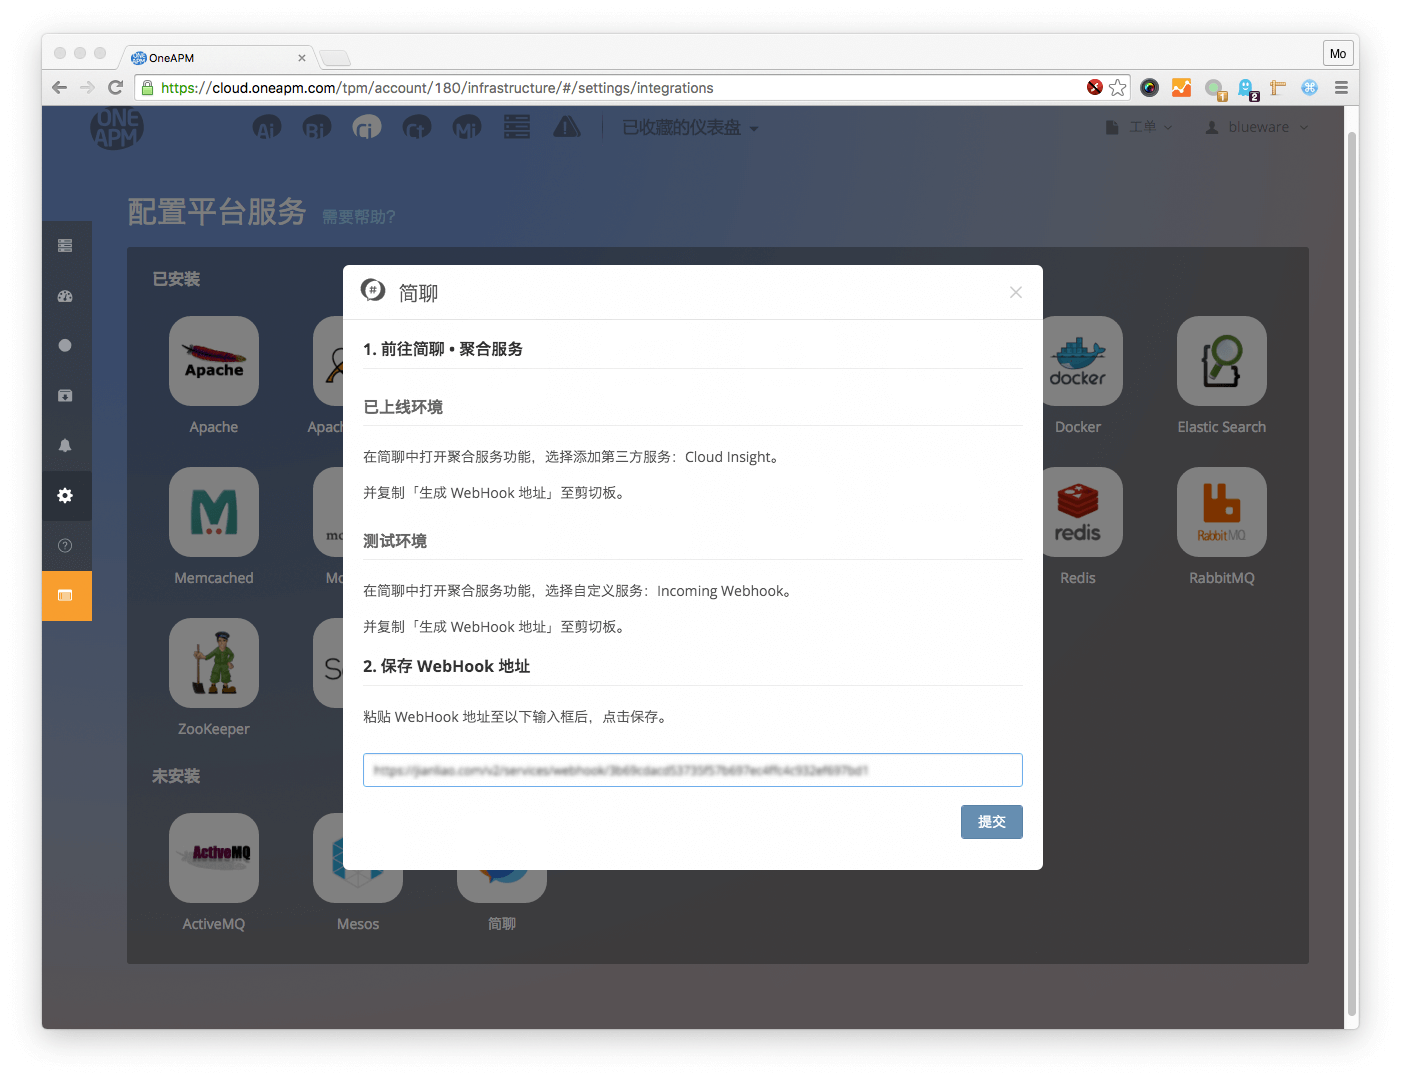 OneAPM
Mo
https://cloud.oneapm.com/tpm/account/180/infrastructure/#/settings/integrations
1
2
ONE
APM
Ai
Bi
Ci
Ct
Mi
已收藏的仪表盘
工单
blueware
配置平台服务 需要帮助?
已安装
简聊
1. 前往简聊 • 聚合服务
已上线环境
在简聊中打开聚合服务功能，选择添加第三方服务：Cloud Insight。
并复制「生成 WebHook 地址」至剪切板。
测试环境
在简聊中打开聚合服务功能，选择自定义服务：Incoming Webhook。
并复制「生成 WebHook 地址」至剪切板。
2. 保存 WebHook 地址
粘贴 WebHook 地址至以下输入框后，点击保存。
提交
Apache
docker
Apache
Docker
Elastic Search
redis
RabbitMQ
Memcached
Redis
RabbitMQ
ZooKeeper
未安装
ActiveMQ
ActiveMQ
Mesos
简聊